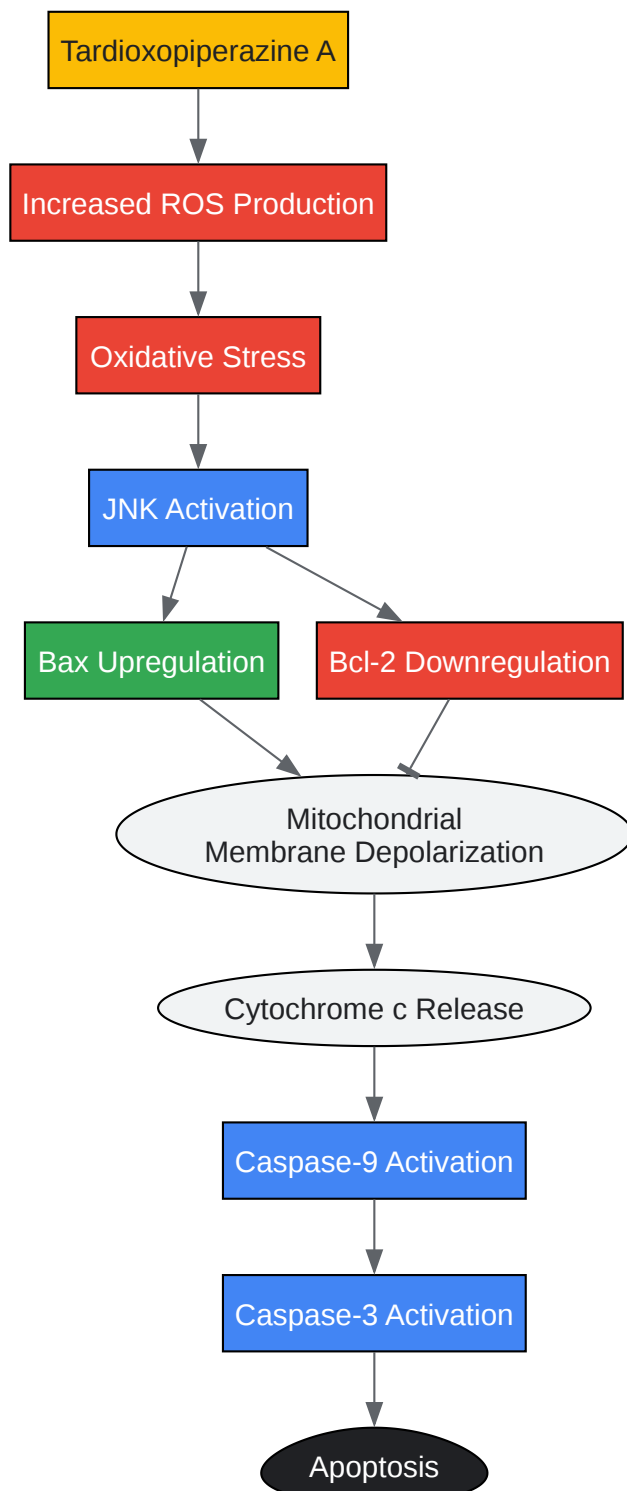 Tardioxopiperazine A
Increased ROS Production
Oxidative Stress
JNK Activation
Bax Upregulation
Bcl-2 Downregulation
Mitochondrial
Membrane Depolarization
Cytochrome c Release
Caspase-9 Activation
Caspase-3 Activation
Apoptosis